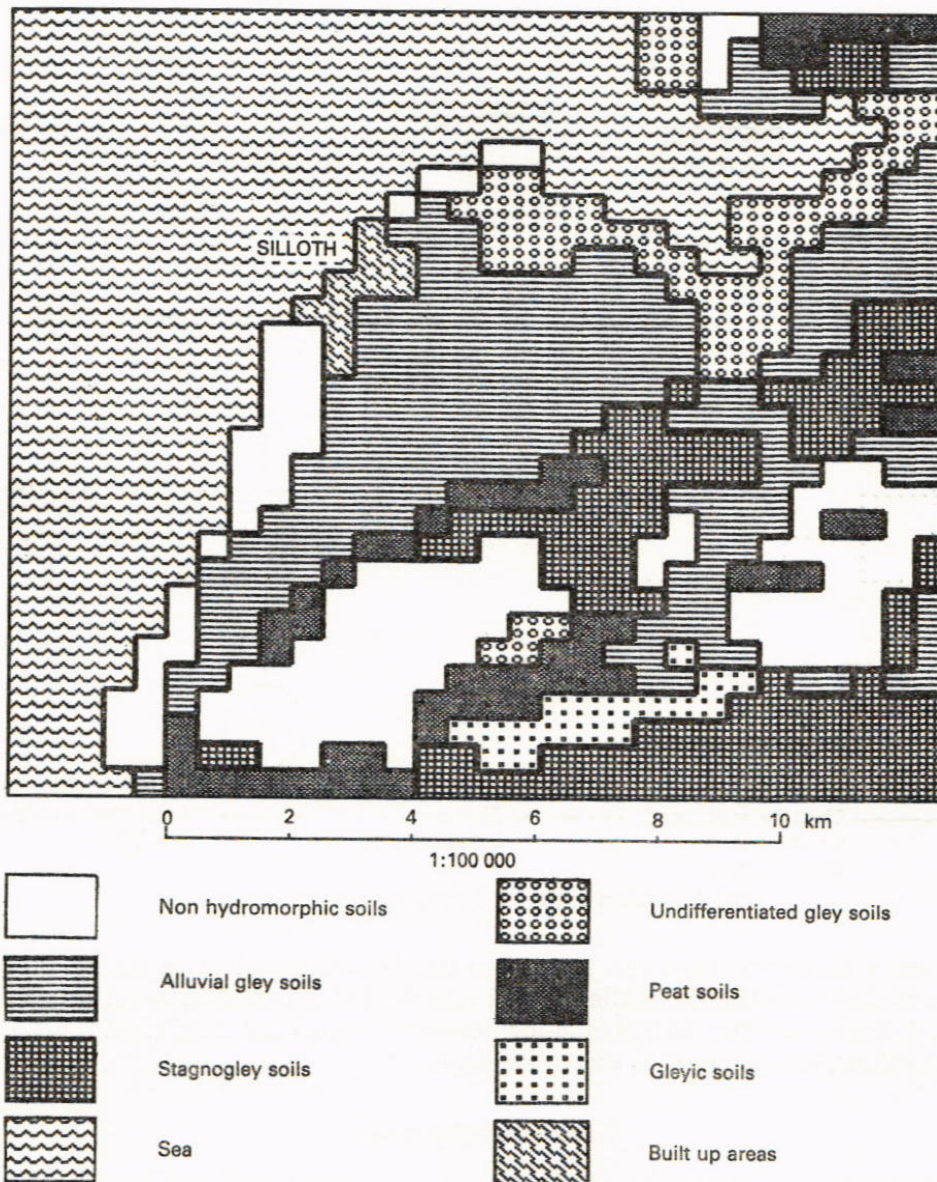 SILLOTH
0 2 4 6 8 10 km
1:100 000
Non hydromorphic soils
Undifferentiated gley soils
Alluvial gley soils
Peat soils
Stagnogley soils
Gleyic soils
Sea
Built up areas